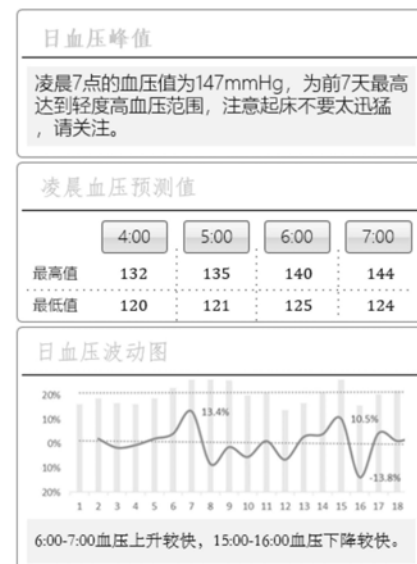 日血压峰值
凌晨7点的血压值为147mmHg，为前7天最高
达到轻度高血压范围，注意起床不要太迅猛
，请关注。
凌晨血压预测值
4:00 5:00 6:00 7:00
最高值 132 135 140 144
最低值 120 121 125 124
日血压波动图
20%
10%
0%
10%
20%
13.4%
10.5%
-13.8%
1 2 3 4 5 6 7 8 9 10 11 12 13 14 15 16 17 18
6:00-7:00血压上升较快，15:00-16:00血压下降较快。